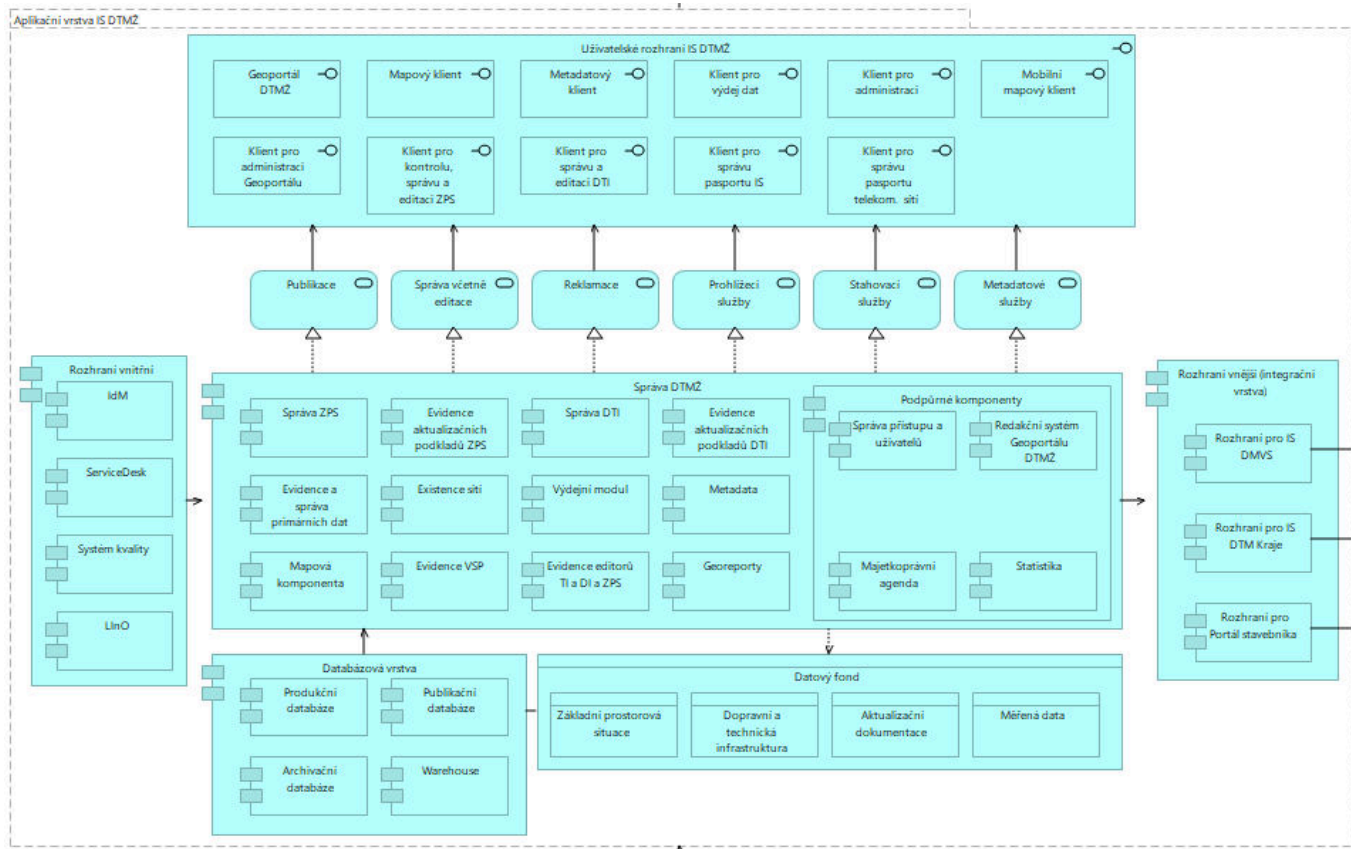 Aplikační vrstva IS DTMŽ
Uživatelské rozhraní IS DTMŽ
Geoportál
DTMŽ
Mapový klient
Metadatový
klient
Klient pro
výdej dat
Klient pro
administraci
Mobilní
mapový klient
Klient pro
administraci
Geoportálu
Klient pro
kontrolu,
správu a
editaci ZPS
Klient pro
správu a
editaci DTI
Klient pro
správu
pasportu IS
Klient pro
správu
pasportu
telekom. sítí
Publikace
Správa včetně
editace
Reklamace
Prohlížecí
služby
Stahovací
služby
Metadatové
služby
Rozhraní vnitřní
IdM
ServiceDesk
Systém kvality
LInO
Správa DTMŽ
Správa ZPS
Evidence
aktualizačních
podkladů ZPS
Správa DTI
Evidence
aktualizačních
podkladů DTI
Evidence a
správa
primárních dat
Existence sítí
Výdejní modul
Metadata
Mapová
komponenta
Evidence VSP
Evidence editorů
TI a DI a ZPS
Georeporty
Podpůrné komponenty
Správa přístupu a
uživatelů
Redakční systém
Geoportálu
DTMŽ
Majetkoprávní
agenda
Statistika
Rozhraní vnější (integrační
vrstva)
Rozhraní pro IS
DMVS
Rozhraní pro IS
DTM Kraje
Rozhraní pro
Portál stavebníka
Databázová vrstva
Produkční
databáze
Publikační
databáze
Archivační
databáze
Warehouse
Datový fond
Základní prostorová
situace
Dopravní a
technická
infrastruktura
Aktualizační
dokumentace
Měřená data